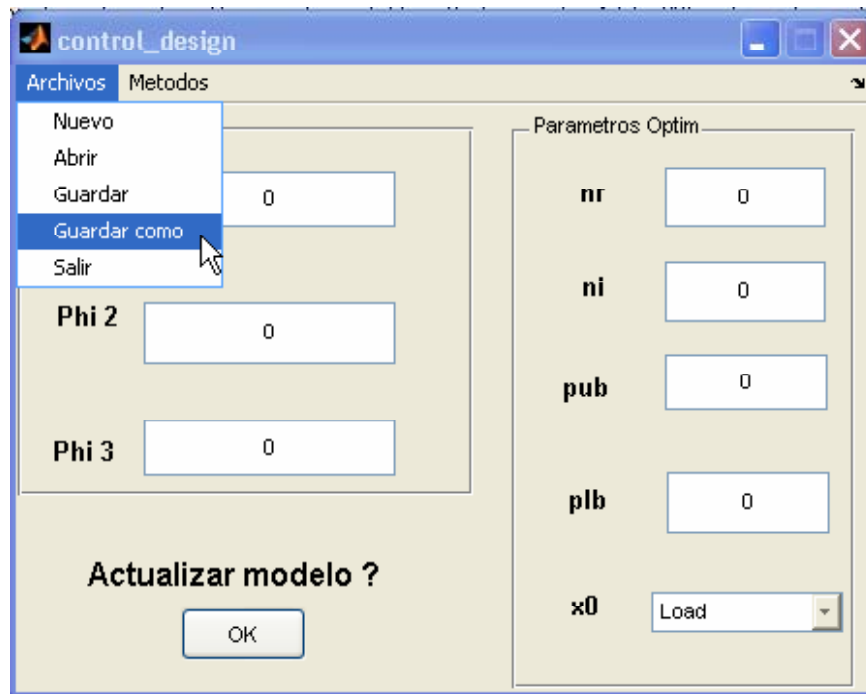 control_design
Archivos Metodos
Nuevo
Abrir
Guardar
Guardar como
Salir
0
Phi 2
0
Phi 3
0
Actualizar modelo ?
OK
Parametros Optim
nr
0
ni
0
pub
0
plb
0
x0
Load